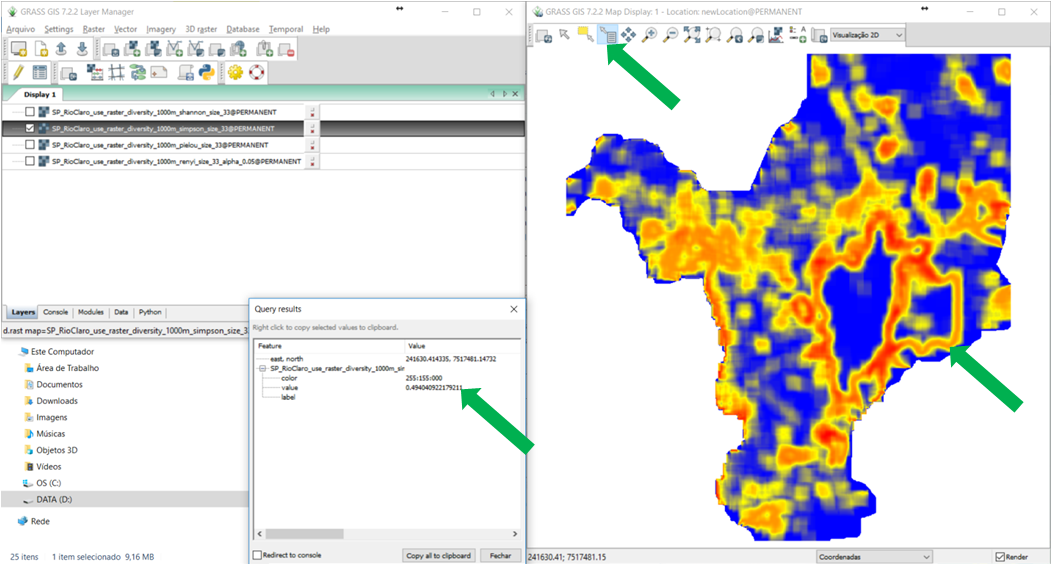 GRASS GIS 7.2.2 Layer Manager
Arquivo Settings Raster Vector Imagery 3D raster Database Temporal Help
Display 1
SP_RioClaro_use_raster_diversity_1000m_shannon_size_33@PERMANENT
SP_RioClaro_use_raster_diversity_1000m_simpson_size_33@PERMANENT
SP_RioClaro_use_raster_diversity_1000m_pielou_size_33@PERMANENT
SP_RioClaro_use_raster_diversity_1000m_renyi_size_33_alpha_0.05@PERMANENT
Layers Console Modules Data Python
d.rast map=SP_RioClaro_use_raster_diversity_1000m_simpson_size_3
Este Computador
Área de Trabalho
Documentos
Downloads
Imagens
Músicas
Objetos 3D
Vídeos
OS (C:)
DATA (D:)
Rede
25 itens 1 item selecionado 9,16 MB
Query results
Right click to copy selected values to clipboard.
Feature Value
east, north 241630.414335, 7517481.14732
SP_RioClaro_use_raster_diversity_1000m_sir
color 255:155:000
value 0.494040922179211
label
Redirect to console Copy all to clipboard Fechar
GRASS GIS 7.2.2 Map Display: 1 - Location: newLocation@PERMANENT
Visualização 2D
241630.41; 7517481.15 Coordenadas Render